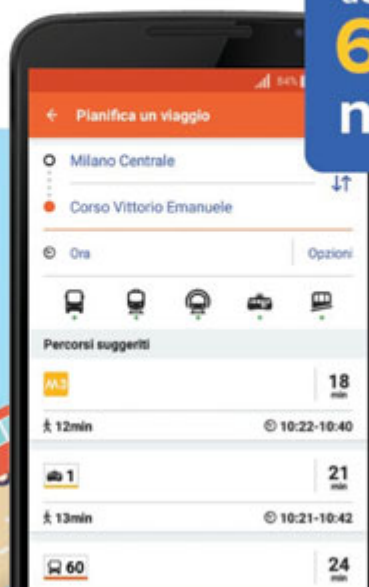 6
n
84%
Pianifica un viaggio
Milano Centrale
Corso Vittorio Emanuele
Ora Opzioni
Percorsi suggeriti
M3 18 min
12min 10:22-10:40
1 21 min
13min 10:21-10:42
60 24 min